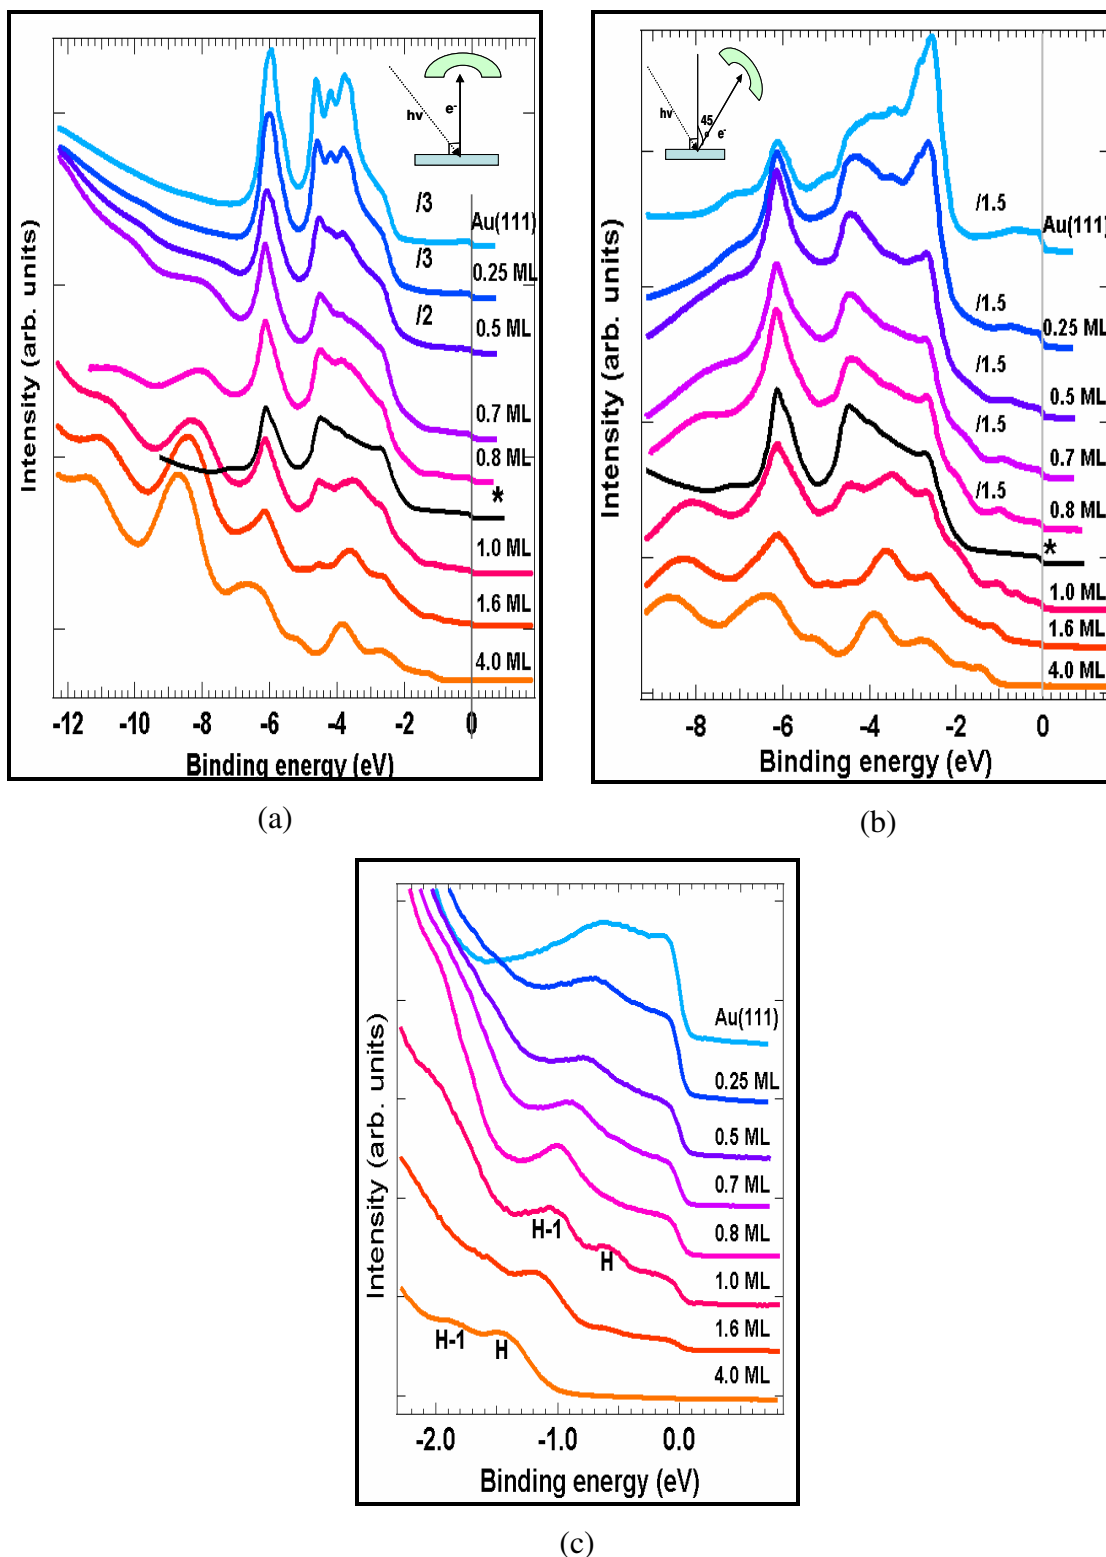 hν
e-
/3
Au(111)
/3
0.25 ML
/2
0.5 ML
0.7 ML
0.8 ML
*
1.0 ML
1.6 ML
4.0 ML
Intensity (arb. units)
-12 -10 -8 -6 -4 -2 0
Binding energy (eV)
(a)
hν
45
e-
/1.5
Au(111)
/1.5
0.25 ML
/1.5
0.5 ML
/1.5
0.7 ML
/1.5
0.8 ML
*
1.0 ML
1.6 ML
4.0 ML
Intensity (arb. units)
-8 -6 -4 -2 0
Binding energy (eV)
(b)
Au(111)
0.25 ML
0.5 ML
0.7 ML
0.8 ML
H-1
H
1.0 ML
1.6 ML
H-1
H
4.0 ML
Intensity (arb. units)
-2.0 -1.0 0.0
Binding energy (eV)
(c)